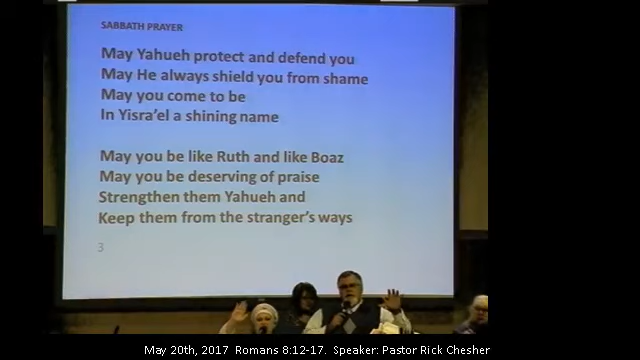 SABBATH PRAYER
May Yahueh protect and defend you
May He always shield you from shame
May you come to be
In Yisra'el a shining name
May you be like Ruth and like Boaz
May you be deserving of praise
Strengthen them Yahueh and
Keep them from the stranger's ways
3
May 20th, 2017 Romans 8:12-17. Speaker: Pastor Rick Chesher